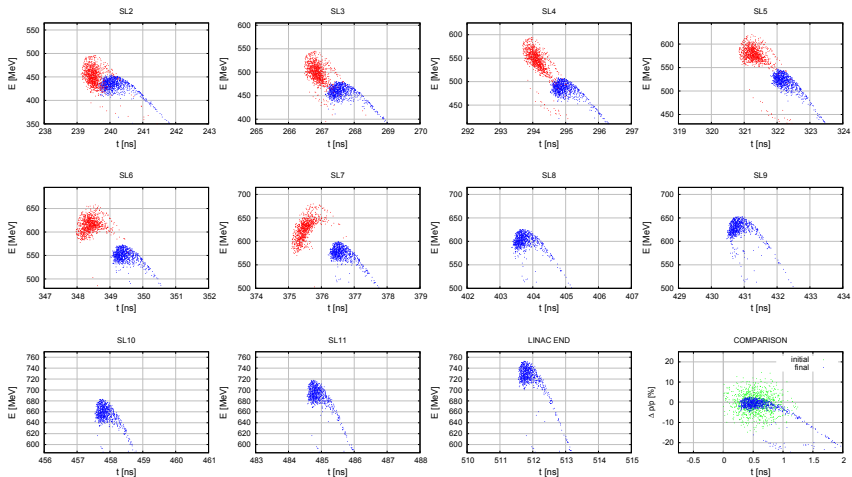 SL2 SL3 SL4 SL5
E [MeV] 550 500 450 400 350
238 239 240 241 242 243
t [ns]
E [MeV] 600 550 500 450 400
265 266 267 268 269 270
t [ns]
E [MeV] 600 550 500 450
292 293 294 295 296 297
t [ns]
E [MeV] 600 550 500 450
319 320 321 322 323 324
t [ns]
SL6 SL7 SL8 SL9
E [MeV] 650 600 550 500
347 348 349 350 351 352
t [ns]
E [MeV] 700 650 600 550 500
374 375 376 377 378 379
t [ns]
E [MeV] 700 650 600 550 500
402 403 404 405 406 407
t [ns]
E [MeV] 700 650 600 550 500
429 430 431 432 433 434
t [ns]
SL10 SL11 LINAC END COMPARISON
E [MeV] 760 740 720 700 680 660 640 620 600
456 457 458 459 460 461
t [ns]
E [MeV] 760 740 720 700 680 660 640 620 600
483 484 485 486 487 488
t [ns]
E [MeV] 760 740 720 700 680 660 640 620 600
510 511 512 513 514 515
t [ns]
Δ p/p [%] 20 10 0 -10 -20
initial
final
-0.5 0 0.5 1 1.5 2
t [ns]